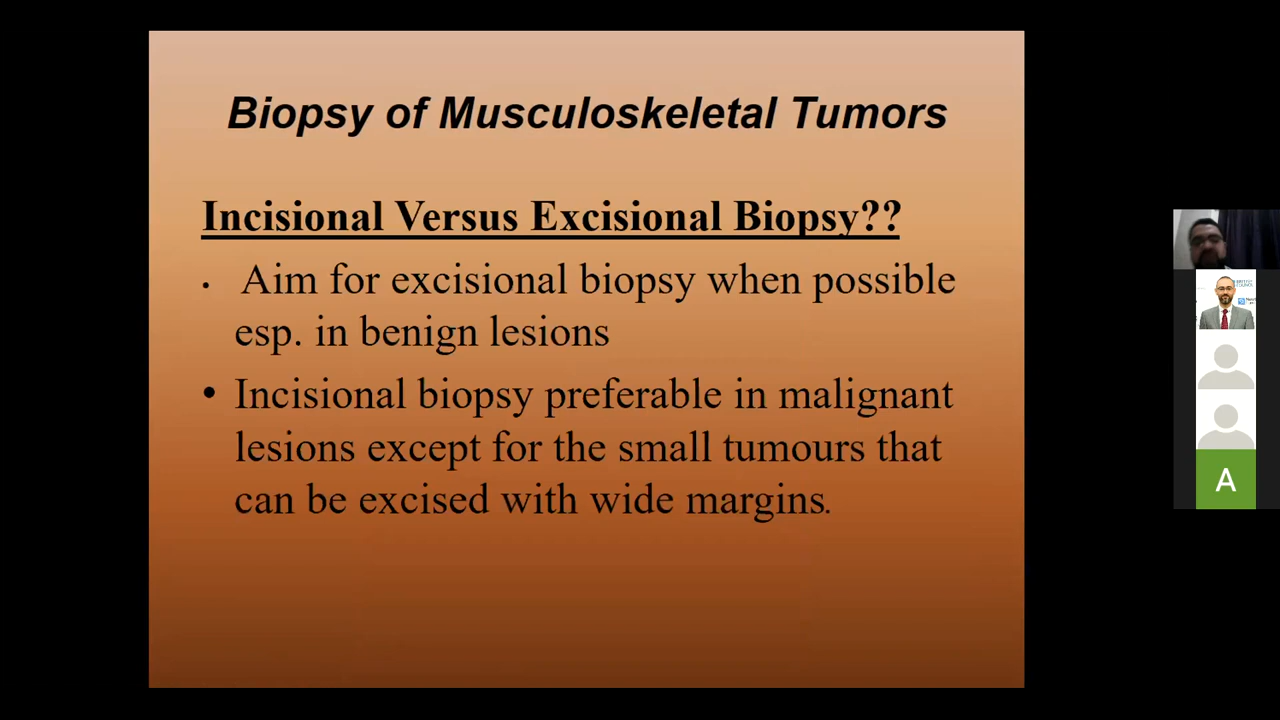 Biopsy of Musculoskeletal Tumors
Incisional Versus Excisional Biopsy??
• Aim for excisional biopsy when possible
esp. in benign lesions
• Incisional biopsy preferable in malignant
lesions except for the small tumours that
can be excised with wide margins.
A